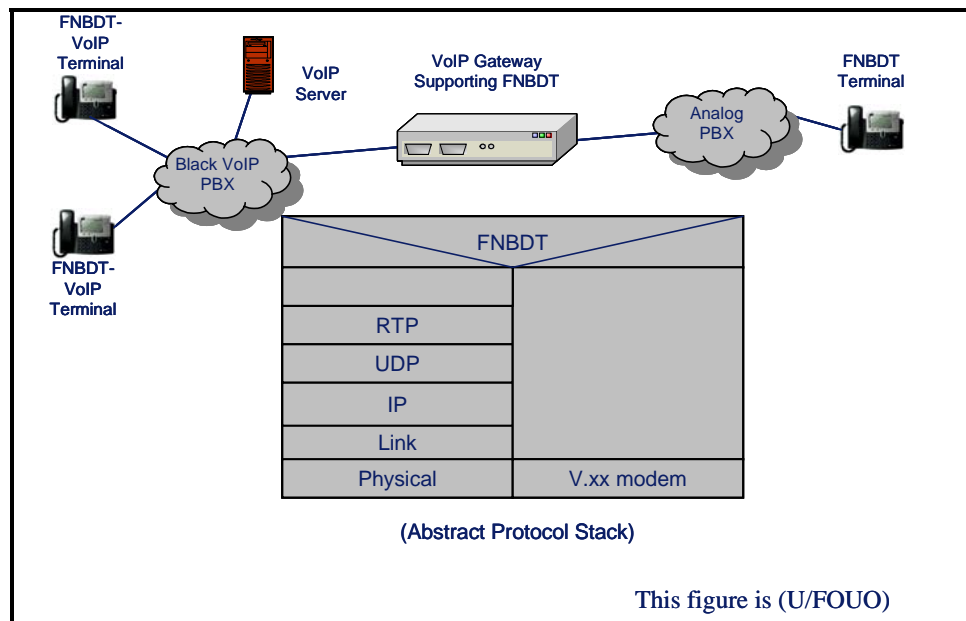 FNBDT-
VoIP
Terminal
VoIP
Server
VoIP Gateway
Supporting FNBDT
FNBDT
Terminal
Analog
PBX
Black VoIP
PBX
FNBDT-
VoIP
Terminal
FNBDT
RTP
UDP
IP
Link
Physical
V.xx modem
(Abstract Protocol Stack)
This figure is (U/FOUO)